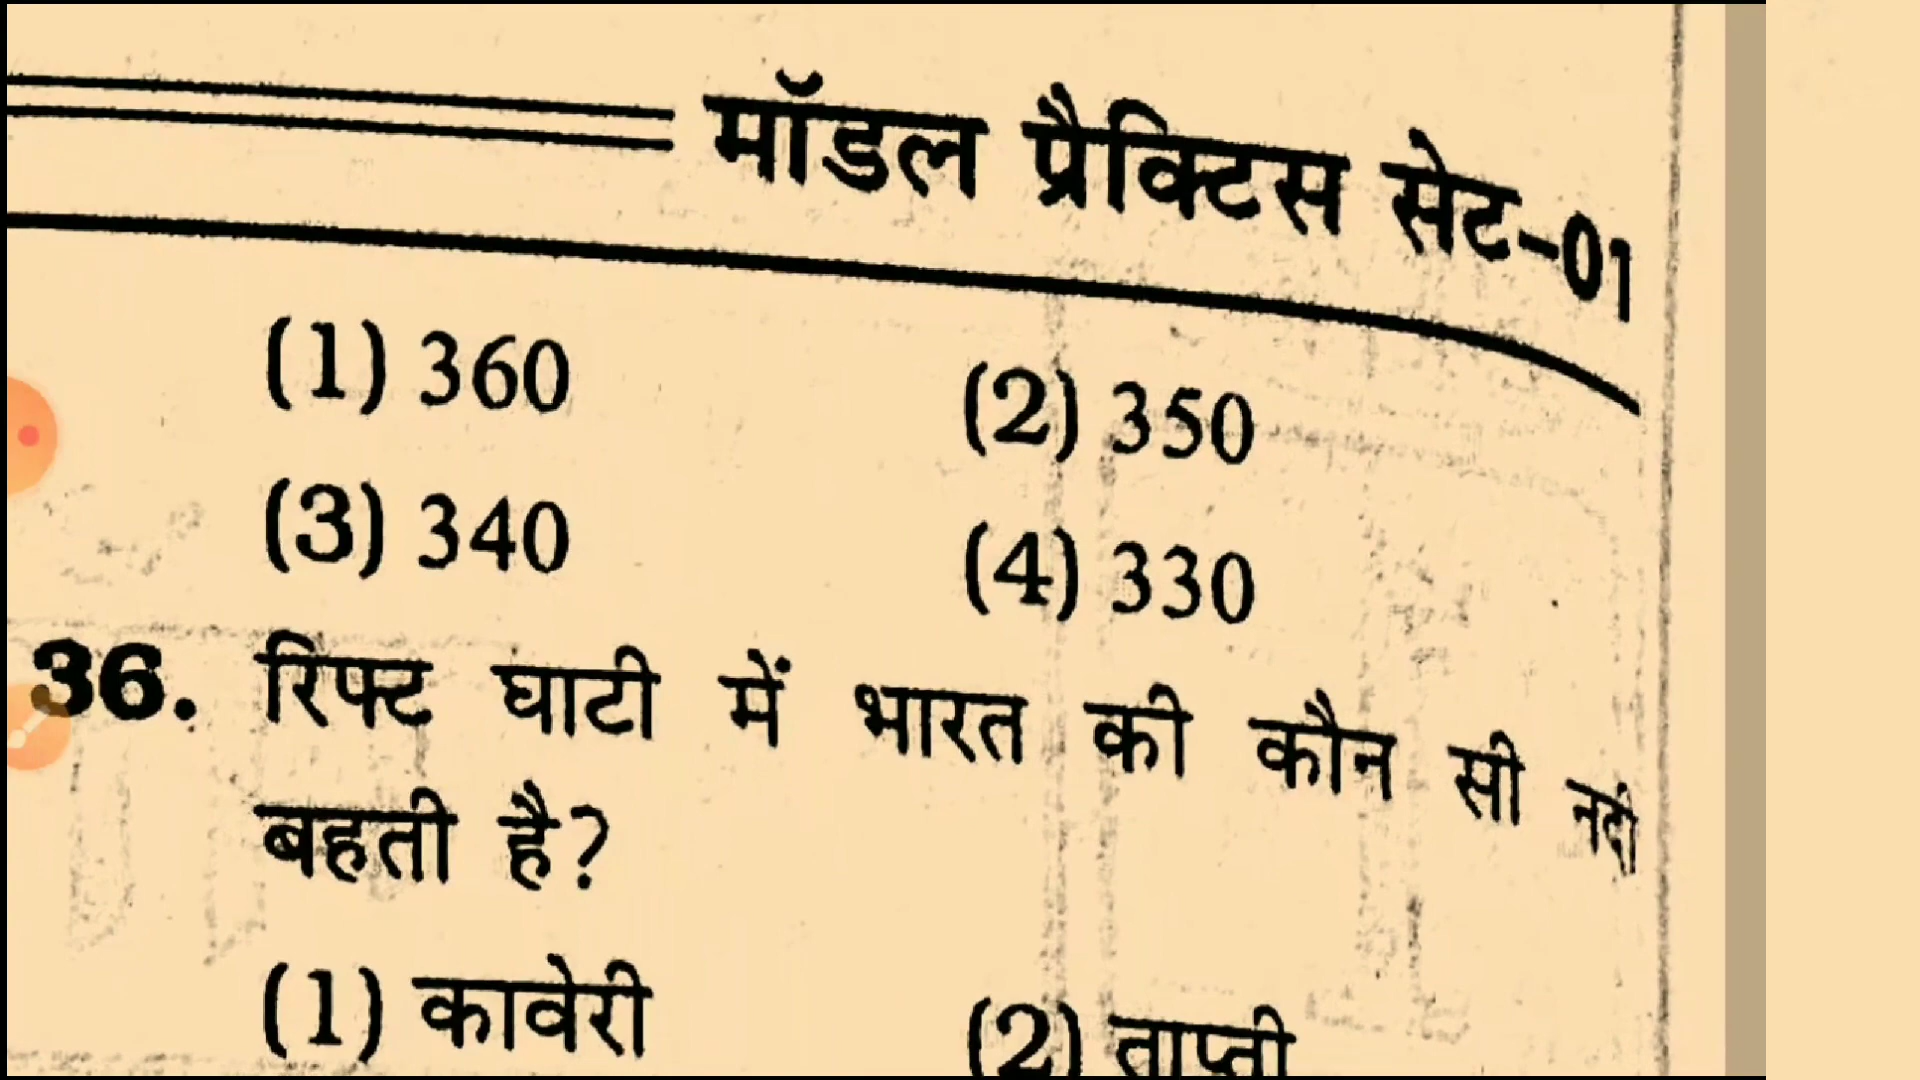 मॉडल प्रैक्टिस सेट-01
(1) 360 (2) 350
(3) 340 (4) 330
36. रिफ्ट घाटी में भारत की कौन सी नदी
बहती है?
(1) कावेरी (2) ताप्ती